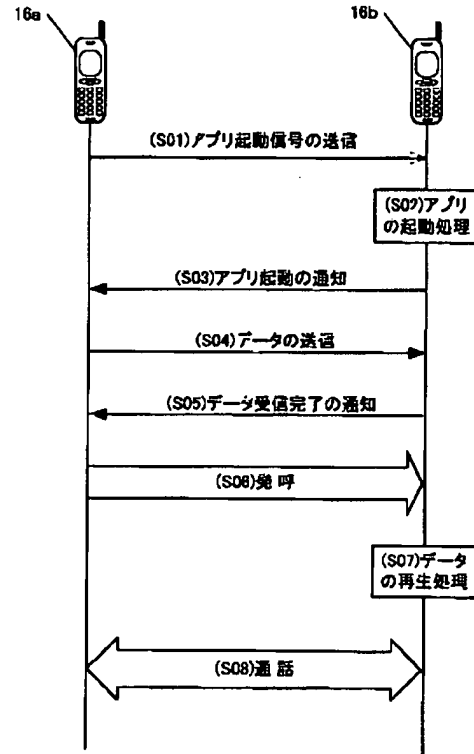 16a
16b
(S01)アプリ起動信号の送信
(S02)アプリ
の起動処理
(S03)アプリ起動の通知
(S04)データの送信
(S05)データ受信完了の通知
(S06)発 呼
(S07)データ
の再生処理
(S08)通 話